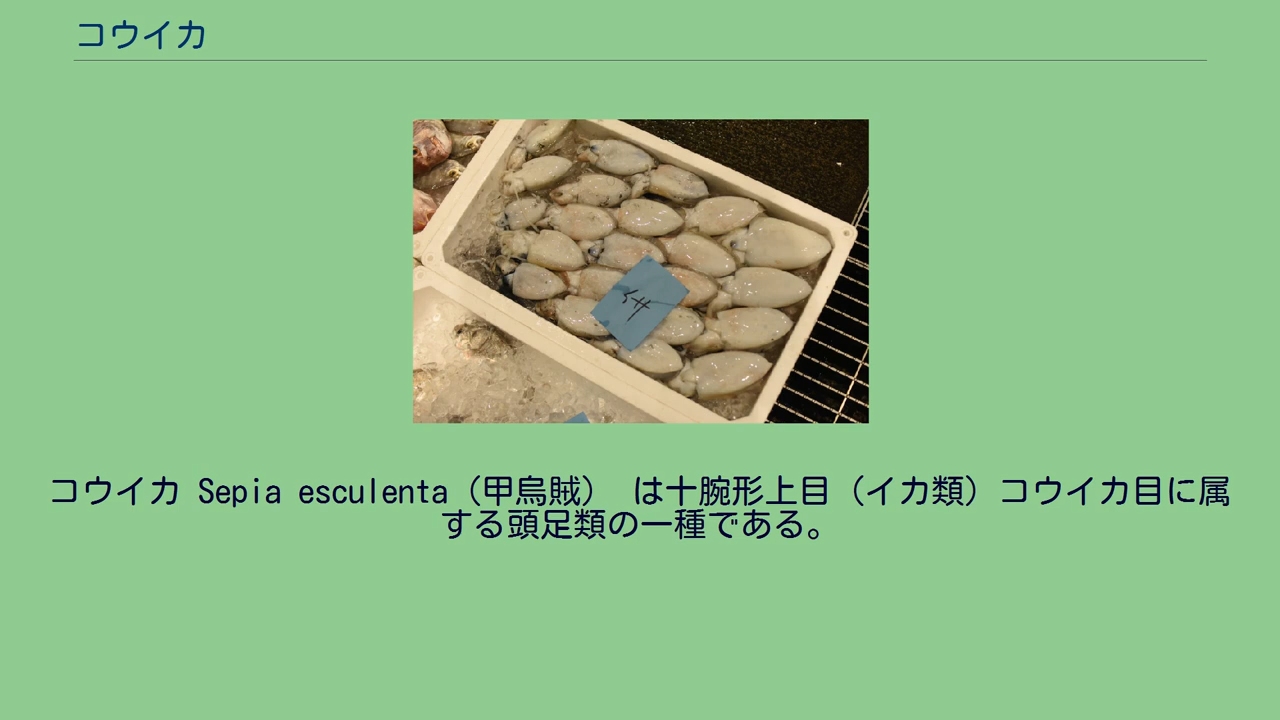 コウイカ
コウイカ Sepia esculenta（甲烏賊） は十腕形上目（イカ類）コウイカ目に属
する頭足類の一種である。